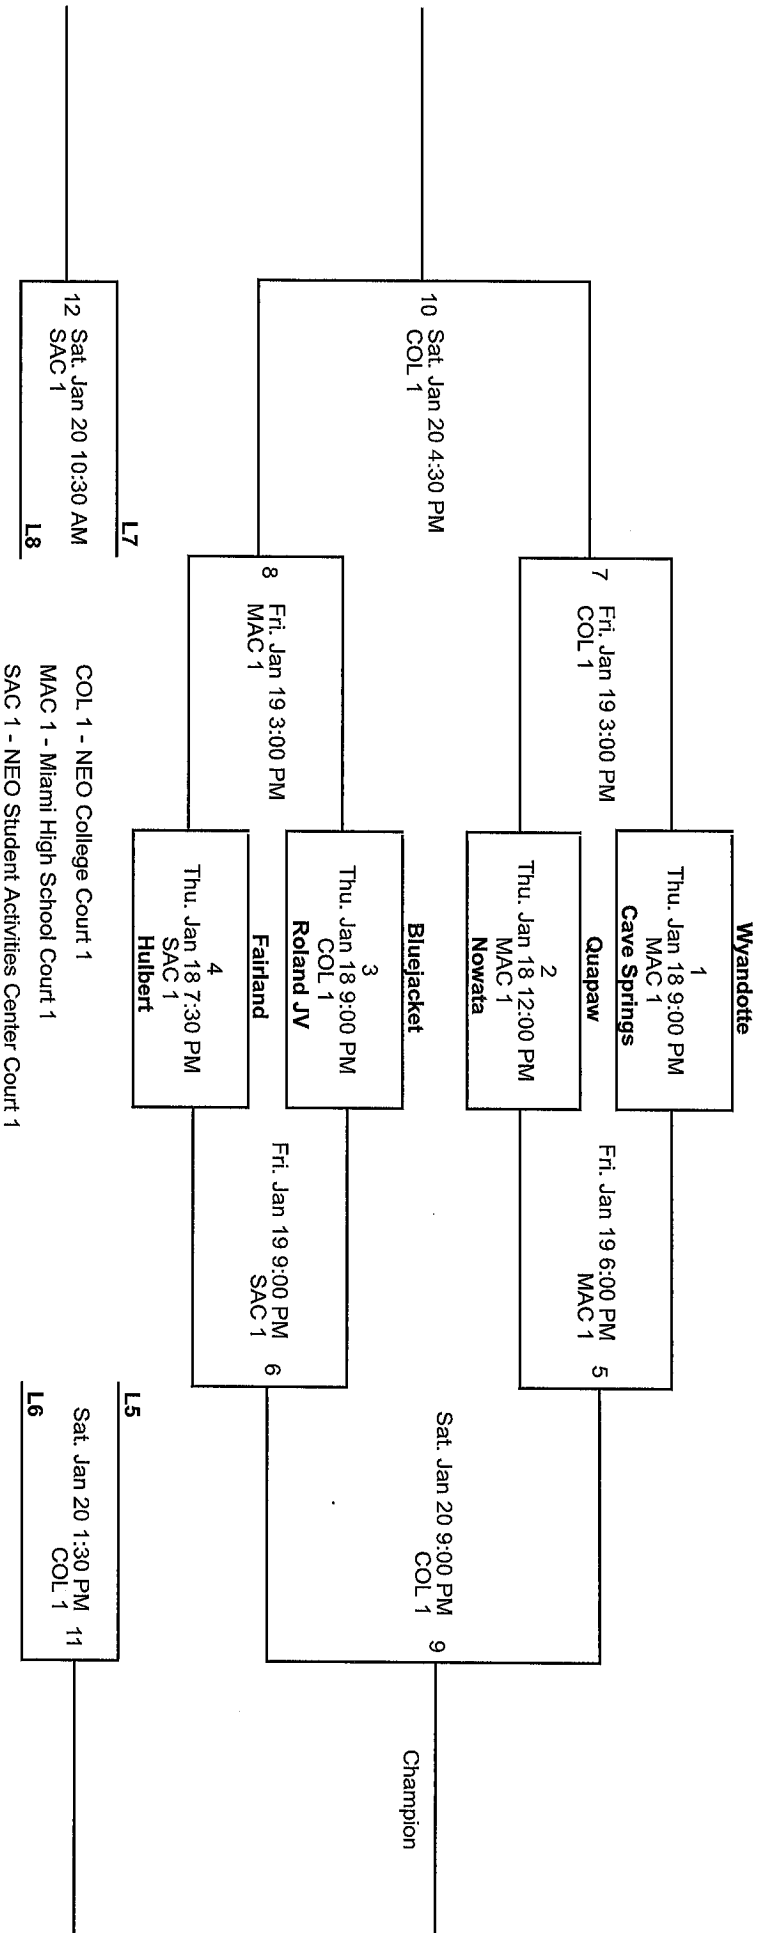 Wyandotte
1
Thu. Jan 18 9:00 PM
MAC 1
Cave Springs
Quapaw
2
Thu. Jan 18 12:00 PM
MAC 1
Nowata
Bluejacket
3
Thu. Jan 18 9:00 PM
COL 1
Roland JV
Fairland
4
Thu. Jan 18 7:30 PM
SAC 1
Hulbert
Fri. Jan 19 6:00 PM
MAC 1
5
Fri. Jan 19 9:00 PM
SAC 1
6
7
Fri. Jan 19 3:00 PM
COL 1
8
Fri. Jan 19 3:00 PM
MAC 1
Sat. Jan 20 9:00 PM
COL 1
9
Champion
10
Sat. Jan 20 4:30 PM
COL 1
L5
Sat. Jan 20 1:30 PM
COL 1
11
L6
L7
12
Sat. Jan 20 10:30 AM
SAC 1
L8
COL 1 - NEO College Court 1
MAC 1 - Miami High School Court 1
SAC 1 - NEO Student Activities Center Court 1